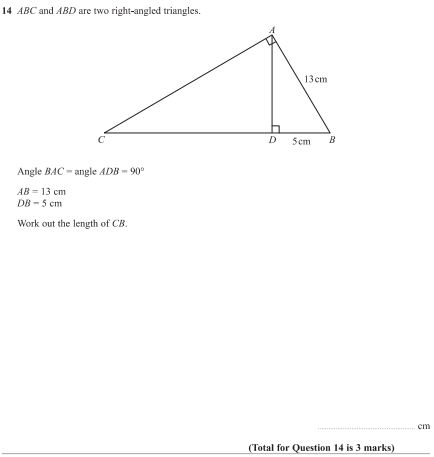 14 ABC and ABD are two right-angled triangles.
A
13 cm
C
D
5 cm
B
Angle BAC = angle ADB = 90°
AB = 13 cm
DB = 5 cm
Work out the length of CB.
.......................................... cm
(Total for Question 14 is 3 marks)